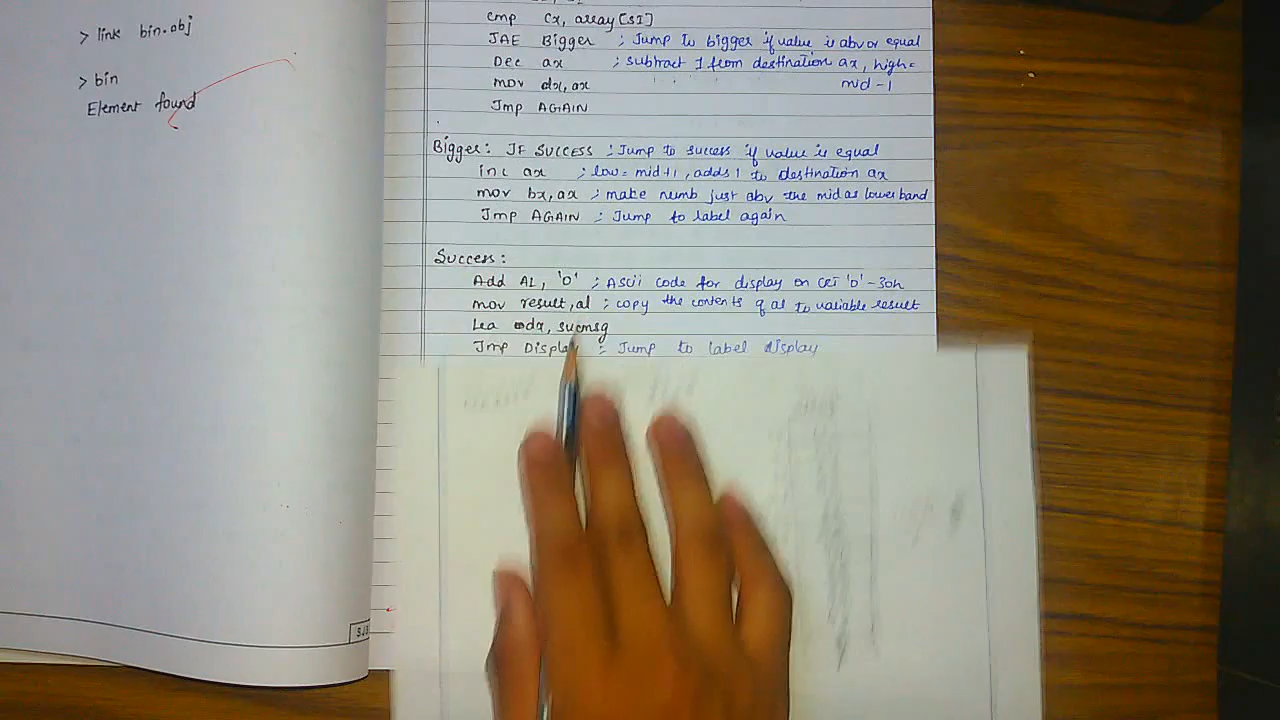 > link bin.obj
> bin
Element found
cmp cx, array[SI]
JAE Bigger ; Jump to bigger if value is abv or equal
Dec ax ; subtract 1 from destination ax, high =
mov dx, ax mid - 1
Jmp AGAIN
Bigger: JF SUCCESS ; Jump to success if value is equal
inc ax ; low = mid+1, adds 1 to destination ax
mov bx, ax ; make numb just abv the mid as lower band
Jmp AGAIN ; Jump to label again
Success:
Add AL, '0' ; Ascii code for display on CRT '0' - 30h
mov result, al ; copy the contents of al to variable result
Lea dx, sucmsg
Jmp Display ; Jump to label display